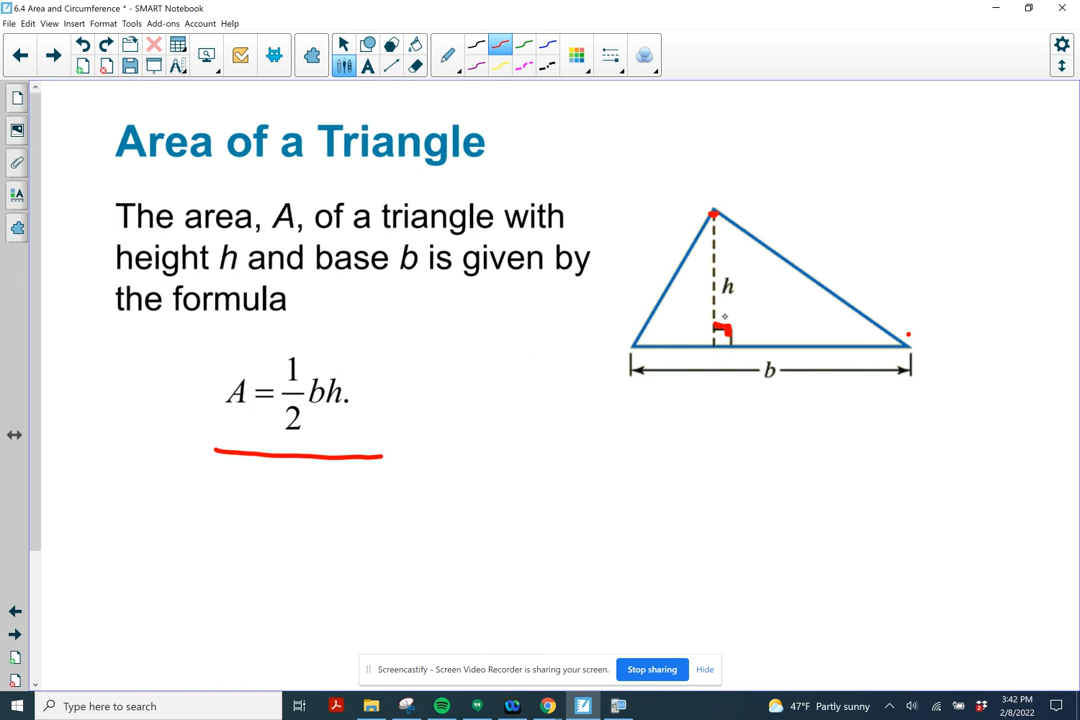 6.4 Area and Circumference * - SMART Notebook
File Edit View Insert Format Tools Add-ons Account Help
Area of a Triangle
The area, A, of a triangle with
height h and base b is given by
the formula
A = 1/2 bh.
h
b
Screencastify - Screen Video Recorder is sharing your screen. Stop sharing Hide
Type here to search
47°F Partly sunny
3:42 PM
2/8/2022